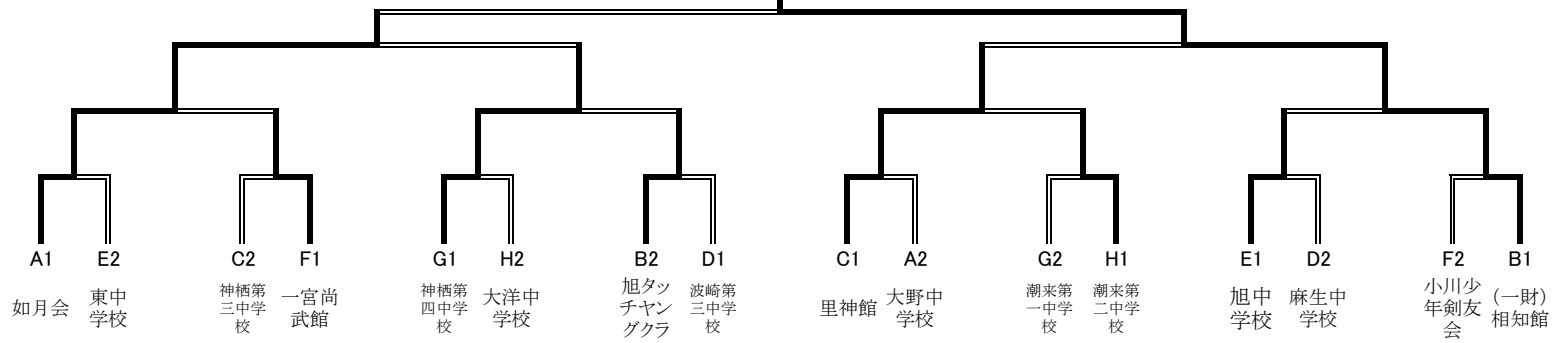 A1 E2 C2 F1 G1 H2 B2 D1 C1 A2 G2 H1 E1 D2 F2 B1
如月会
東中
学校
神栖第
三中学
校
一宮尚
武館
神栖第
四中学
校
大洋中
学校
旭タッ
チヤン
グクラ
波崎第
三中学
校
里神館
大野中
学校
潮来第
一中学
校
潮来第
二中学
校
旭中
学校
麻生中
学校
小川少
年剣友
会
(一財)
相知館